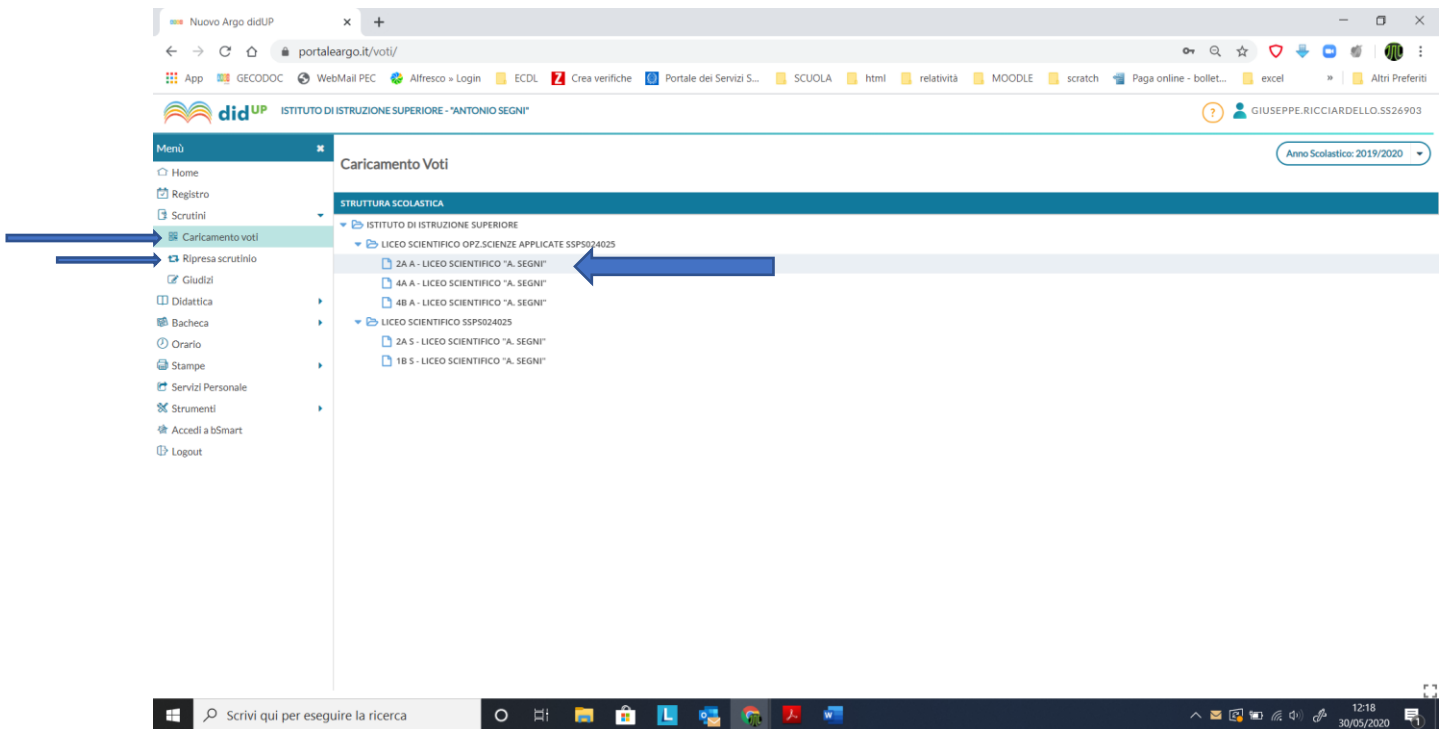 Nuovo Argo didUP
portaleargo.it/voti/
App GECODOC WebMail PEC Alfresco » Login ECDL Z Crea verifiche Portale dei Servizi S... SCUOLA html relatività MOODLE scratch Paga online - bollet... excel » Altri Preferiti
didUP ISTITUTO DI ISTRUZIONE SUPERIORE - "ANTONIO SEGNI" ? GIUSEPPE.RICCIARDELLO.SS26903
Menù
Anno Scolastico: 2019/2020
Caricamento Voti
Home
Registro
Scrutini
Caricamento voti
Ripresa scrutinio
Giudizi
Didattica
Bacheca
Orario
Stampe
Servizi Personale
Strumenti
Accedi a bSmart
Logout
STRUTTURA SCOLASTICA
ISTITUTO DI ISTRUZIONE SUPERIORE
LICEO SCIENTIFICO OPZ.SCIENZE APPLICATE SSPS024025
2A A - LICEO SCIENTIFICO "A. SEGNI"
4A A - LICEO SCIENTIFICO "A. SEGNI"
4B A - LICEO SCIENTIFICO "A. SEGNI"
LICEO SCIENTIFICO SSPS024025
2A S - LICEO SCIENTIFICO "A. SEGNI"
1B S - LICEO SCIENTIFICO "A. SEGNI"
Scrivi qui per eseguire la ricerca
L
12:18
30/05/2020
1